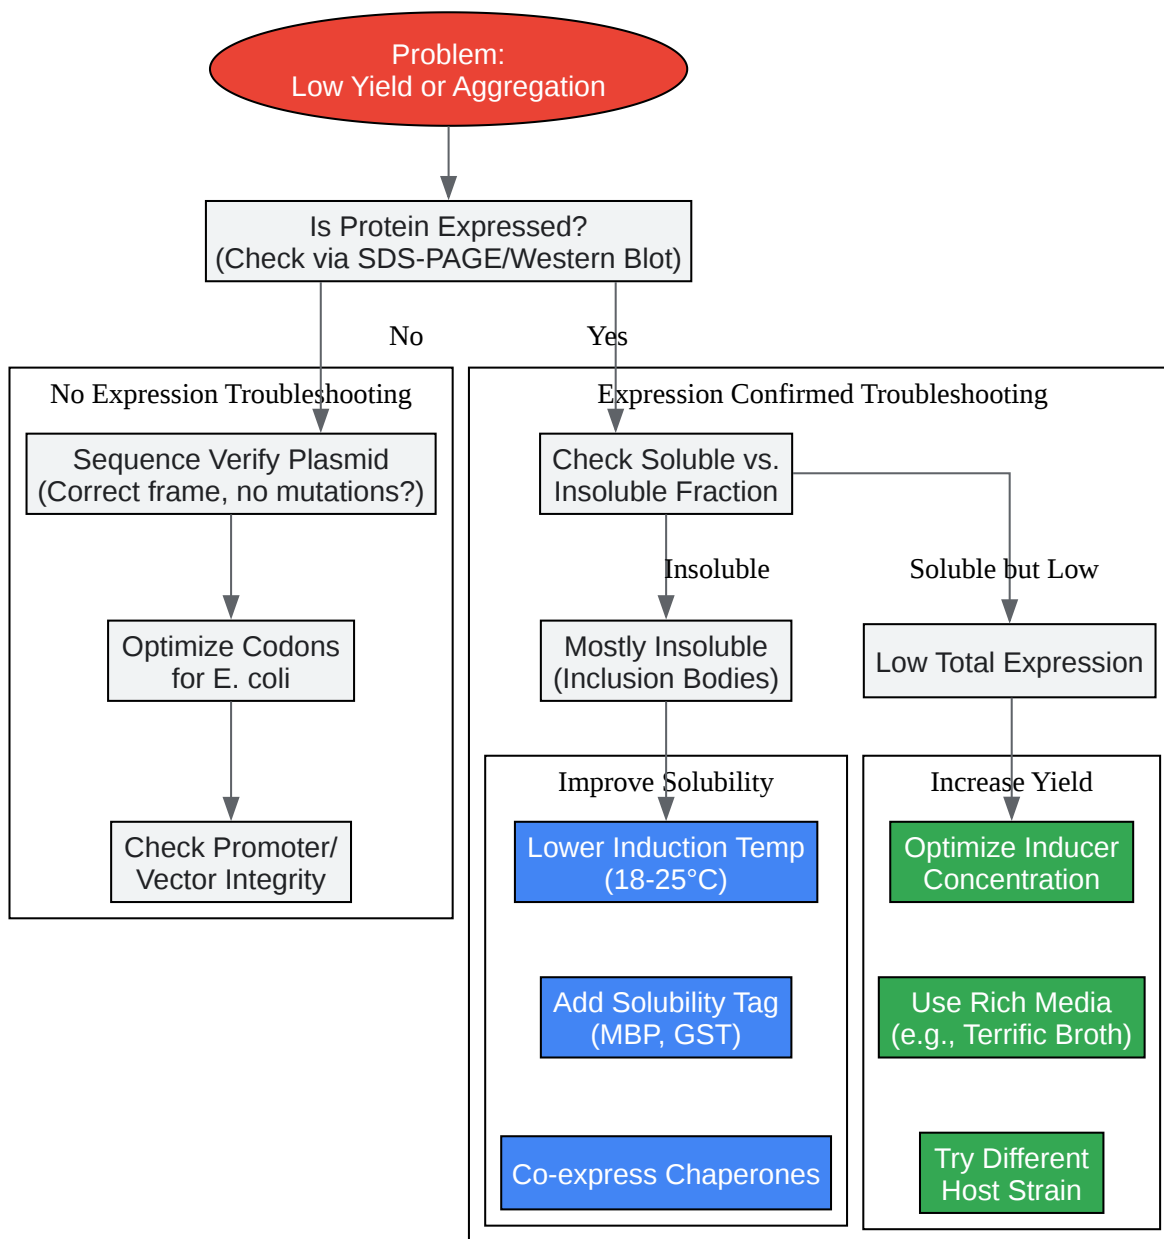 Problem:
Low Yield or Aggregation
Is Protein Expressed?
(Check via SDS-PAGE/Western Blot)
No
Yes
No Expression Troubleshooting
Sequence Verify Plasmid
(Correct frame, no mutations?)
Optimize Codons
for E. coli
Check Promoter/
Vector Integrity
Expression Confirmed Troubleshooting
Check Soluble vs.
Insoluble Fraction
Insoluble
Soluble but Low
Mostly Insoluble
(Inclusion Bodies)
Low Total Expression
Improve Solubility
Lower Induction Temp
(18-25°C)
Add Solubility Tag
(MBP, GST)
Co-express Chaperones
Increase Yield
Optimize Inducer
Concentration
Use Rich Media
(e.g., Terrific Broth)
Try Different
Host Strain